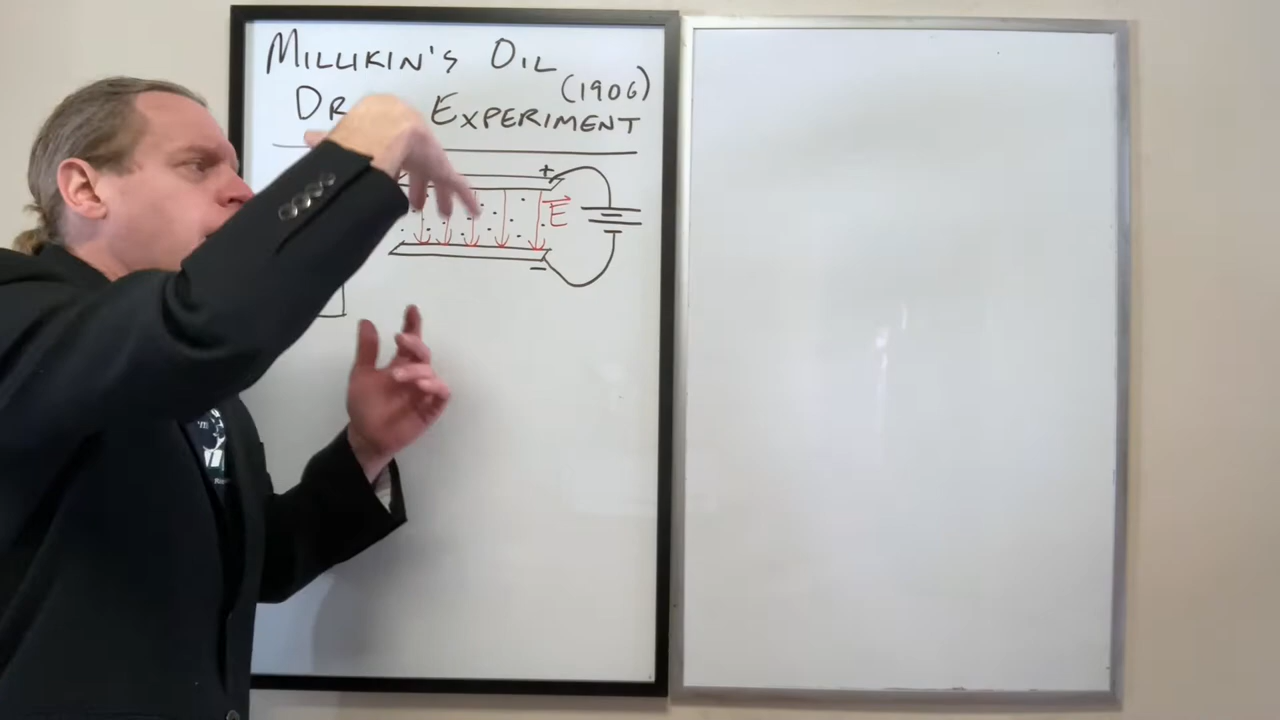 MILLIKIN'S OIL
(1906)
EXPERIMENT
+
E
−